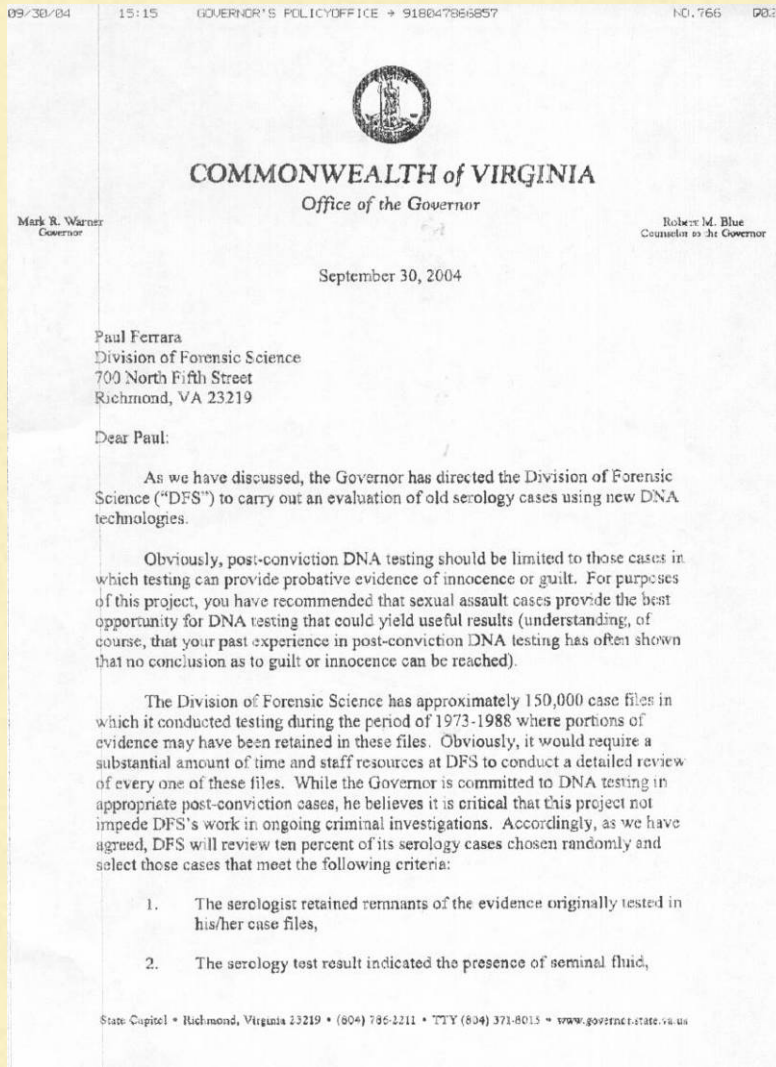 09/30/04 15:15 GOVERNOR'S POLICYOFFICE → 918047866857 NO.766
COMMONWEALTH of VIRGINIA
Office of the Governor
Mark R. Warner
Governor
Robert M. Blue
Counselor to the Governor
September 30, 2004
Paul Ferrara
Division of Forensic Science
700 North Fifth Street
Richmond, VA 23219
Dear Paul:
As we have discussed, the Governor has directed the Division of Forensic
Science ("DFS") to carry out an evaluation of old serology cases using new DNA
technologies.
Obviously, post-conviction DNA testing should be limited to those cases in
which testing can provide probative evidence of innocence or guilt. For purposes
of this project, you have recommended that sexual assault cases provide the best
opportunity for DNA testing that could yield useful results (understanding, of
course, that your past experience in post-conviction DNA testing has often shown
that no conclusion as to guilt or innocence can be reached).
The Division of Forensic Science has approximately 150,000 case files in
which it conducted testing during the period of 1973-1988 where portions of
evidence may have been retained in these files. Obviously, it would require a
substantial amount of time and staff resources at DFS to conduct a detailed review
of every one of these files. While the Governor is committed to DNA testing in
appropriate post-conviction cases, he believes it is critical that this project not
impede DFS's work in ongoing criminal investigations. Accordingly, as we have
agreed, DFS will review ten percent of its serology cases chosen randomly and
select those cases that meet the following criteria:
1. The serologist retained remnants of the evidence originally tested in
his/her case files,
2. The serology test result indicated the presence of seminal fluid,
State Capitol • Richmond, Virginia 23219 • (804) 786-2211 • TTY (804) 371-8015 • www.governor.state.va.us